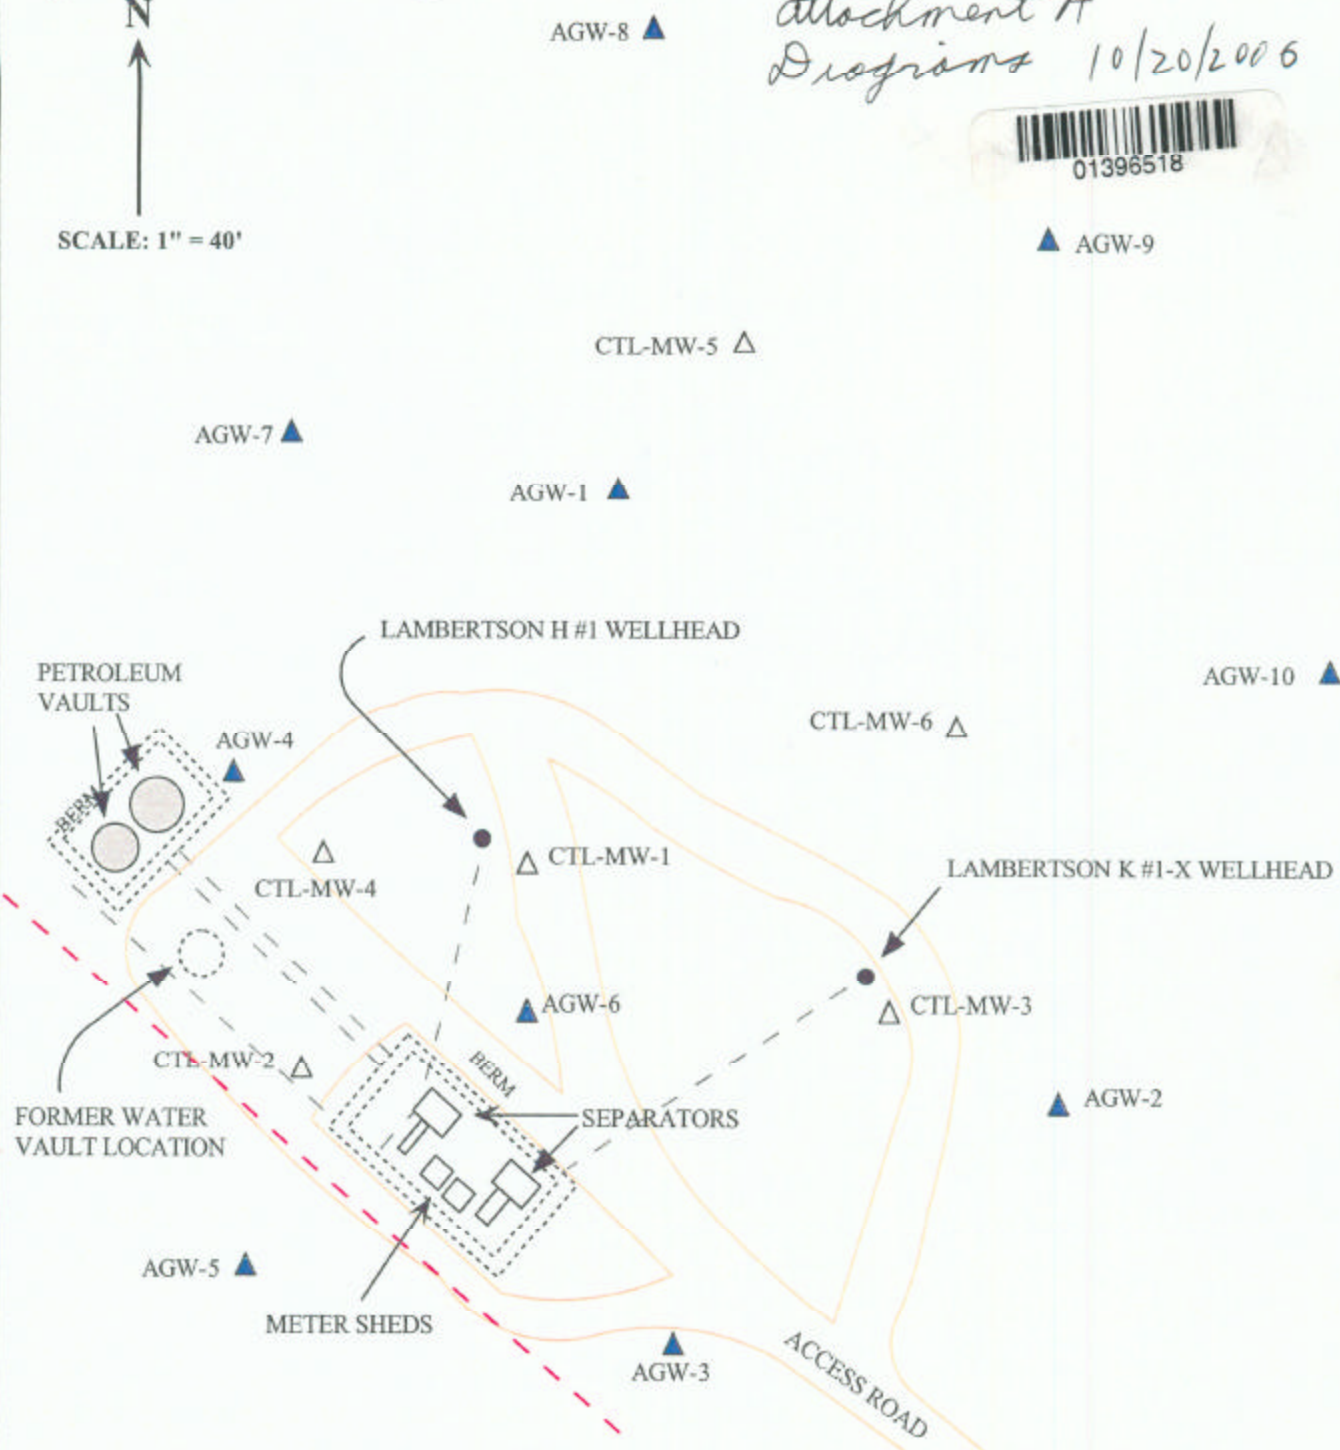 N
attachment A
Diagrams 10/20/2006
01396518
SCALE: 1" = 40'
AGW-8
AGW-9
CTL-MW-5
AGW-7
AGW-1
LAMBERTSON H #1 WELLHEAD
PETROLEUM
VAULTS
AGW-10
CTL-MW-6
AGW-4
BERM
CTL-MW-1
CTL-MW-4
LAMBERTSON K #1-X WELLHEAD
AGW-6
CTL-MW-3
CTL-MW-2
BERM
AGW-2
FORMER WATER
VAULT LOCATION
SEPARATORS
AGW-5
METER SHEDS
AGW-3
ACCESS ROAD